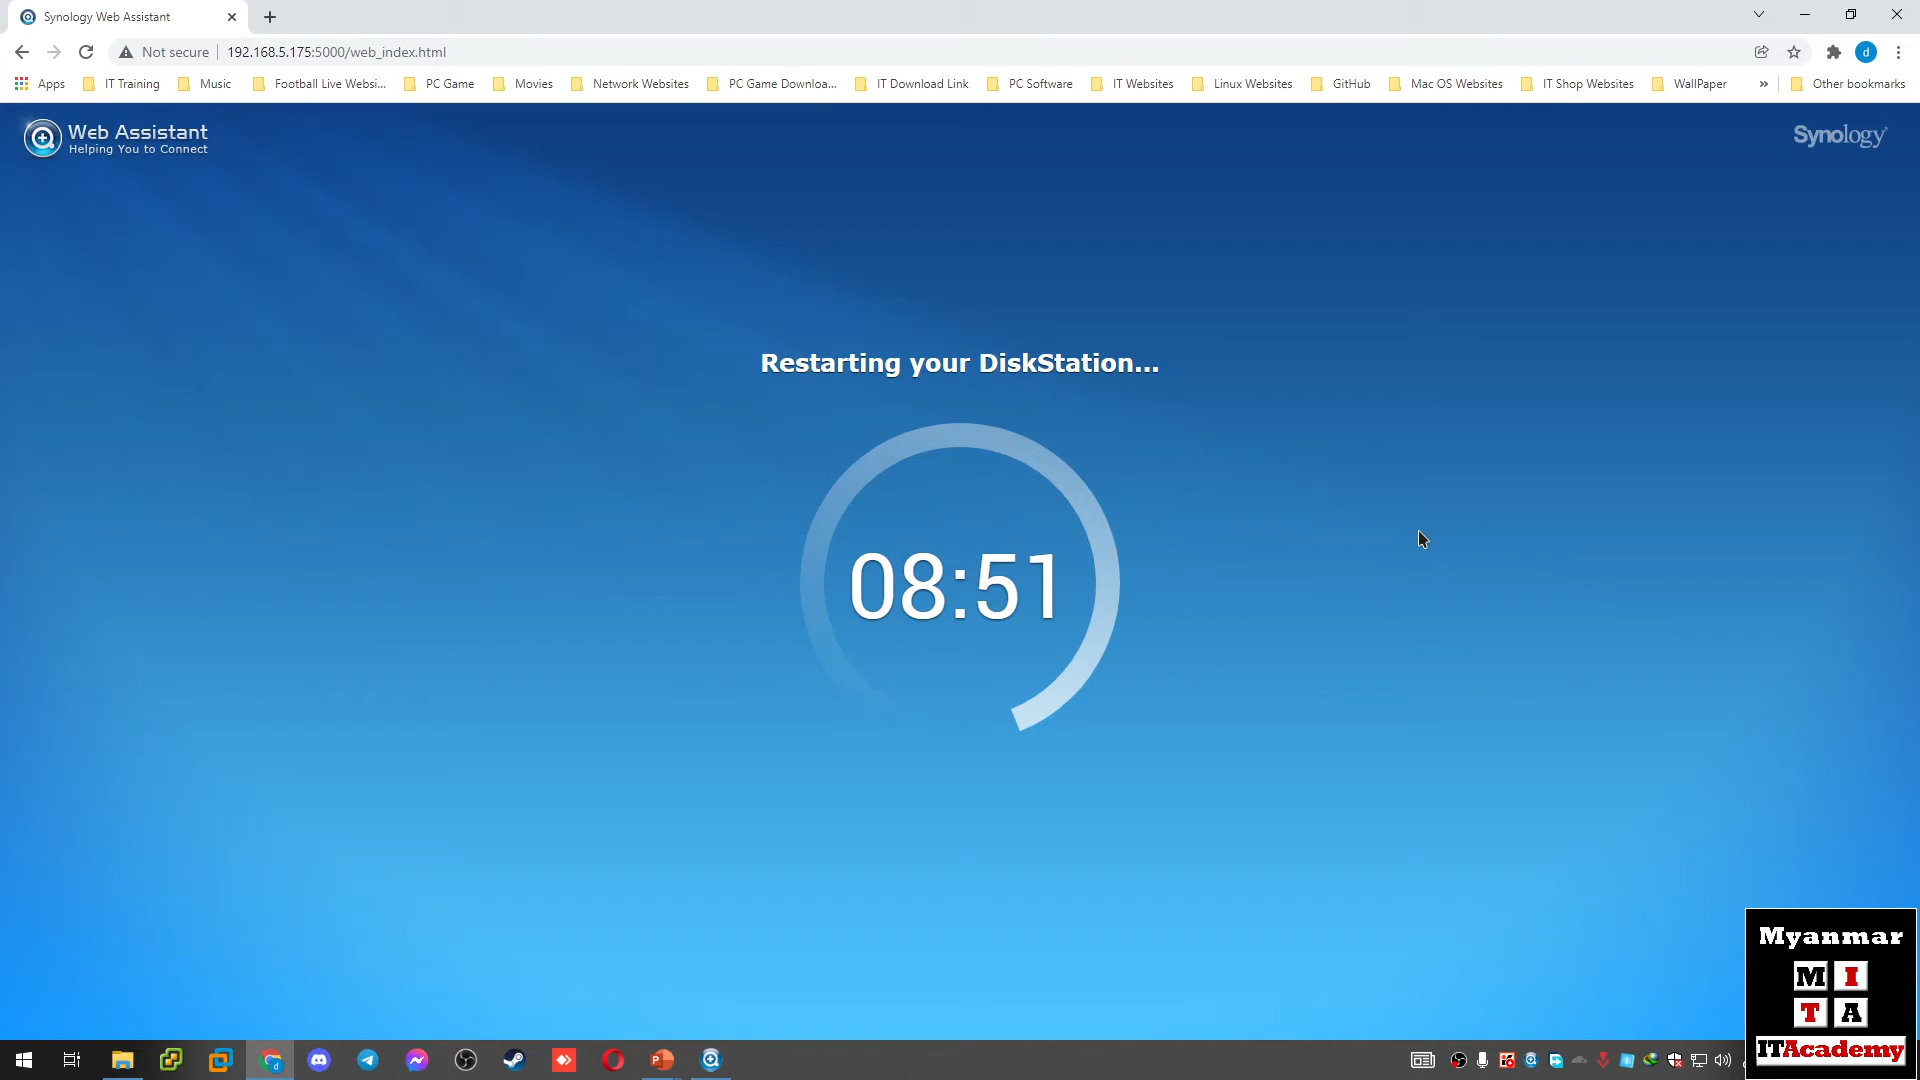 Synology Web Assistant
Not secure
192.168.5.175:5000/web_index.html
d
Apps
IT Training
Music
Football Live Websi...
PC Game
Movies
Network Websites
PC Game Downloa...
IT Download Link
PC Software
IT Websites
Linux Websites
GitHub
Mac OS Websites
IT Shop Websites
WallPaper
»
Other bookmarks
Web Assistant
Helping You to Connect
Synology
Restarting your DiskStation...
08:51
Myanmar
M I
T A
ITAcademy